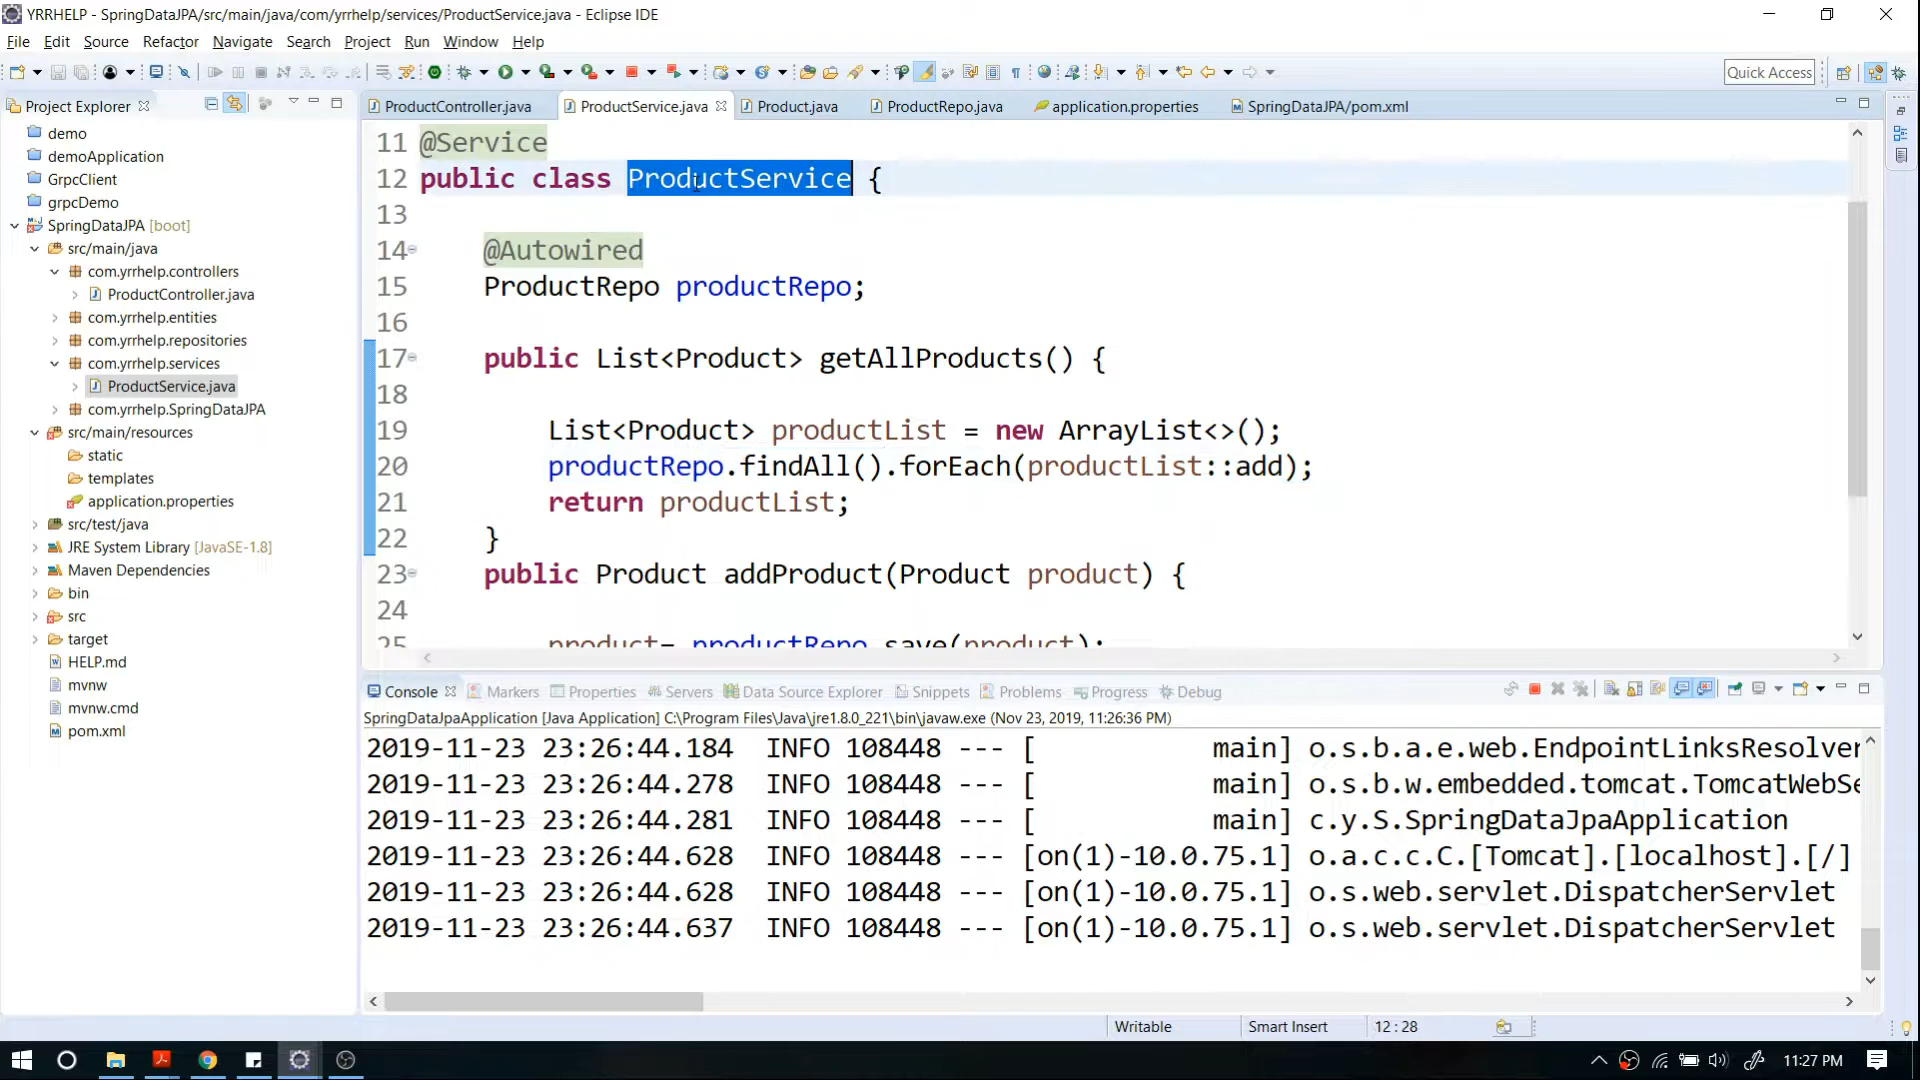 YRRHELP - SpringDataJPA/src/main/java/com/yrrhelp/services/ProductService.java - Eclipse IDE
File Edit Source Refactor Navigate Search Project Run Window Help
Quick Access
Project Explorer
demo
demoApplication
GrpcClient
grpcDemo
SpringDataJPA [boot]
src/main/java
com.yrrhelp.controllers
ProductController.java
com.yrrhelp.entities
com.yrrhelp.repositories
com.yrrhelp.services
ProductService.java
com.yrrhelp.SpringDataJPA
src/main/resources
static
templates
application.properties
src/test/java
JRE System Library [JavaSE-1.8]
Maven Dependencies
bin
src
target
HELP.md
mvnw
mvnw.cmd
pom.xml
ProductController.java ProductService.java Product.java ProductRepo.java application.properties SpringDataJPA/pom.xml
11 @Service
12 public class ProductService {
13
14 @Autowired
15 ProductRepo productRepo;
16
17 public List<Product> getAllProducts() {
18
19 List<Product> productList = new ArrayList<>();
20 productRepo.findAll().forEach(productList::add);
21 return productList;
22 }
23 public Product addProduct(Product product) {
24
25 product= productRepo.save(product);
Console Markers Properties Servers Data Source Explorer Snippets Problems Progress Debug
SpringDataJpaApplication [Java Application] C:\Program Files\Java\jre1.8.0_221\bin\javaw.exe (Nov 23, 2019, 11:26:36 PM)
2019-11-23 23:26:44.184 INFO 108448 --- [ main] o.s.b.a.e.web.EndpointLinksResolver
2019-11-23 23:26:44.278 INFO 108448 --- [ main] o.s.b.w.embedded.tomcat.TomcatWebSe
2019-11-23 23:26:44.281 INFO 108448 --- [ main] c.y.S.SpringDataJpaApplication
2019-11-23 23:26:44.628 INFO 108448 --- [on(1)-10.0.75.1] o.a.c.c.C.[Tomcat].[localhost].[/]
2019-11-23 23:26:44.628 INFO 108448 --- [on(1)-10.0.75.1] o.s.web.servlet.DispatcherServlet
2019-11-23 23:26:44.637 INFO 108448 --- [on(1)-10.0.75.1] o.s.web.servlet.DispatcherServlet
Writable Smart Insert 12 : 28
11:27 PM